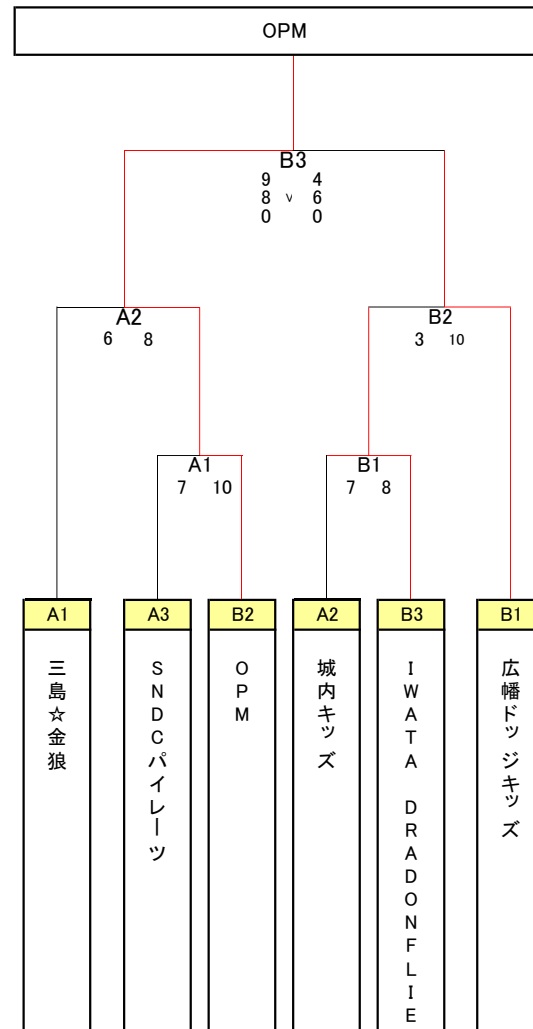 OPM
B3
9 4
8 v 6
0 0
A2
6 8
B2
3 10
A1
7 10
B1
7 8
A1
A3
B2
A2
B3
B1
三島☆金狼
SNDCパイレーツ
OPM
城内キッズ
IWATA DRADONFLIE
広幡ドッジキッズ